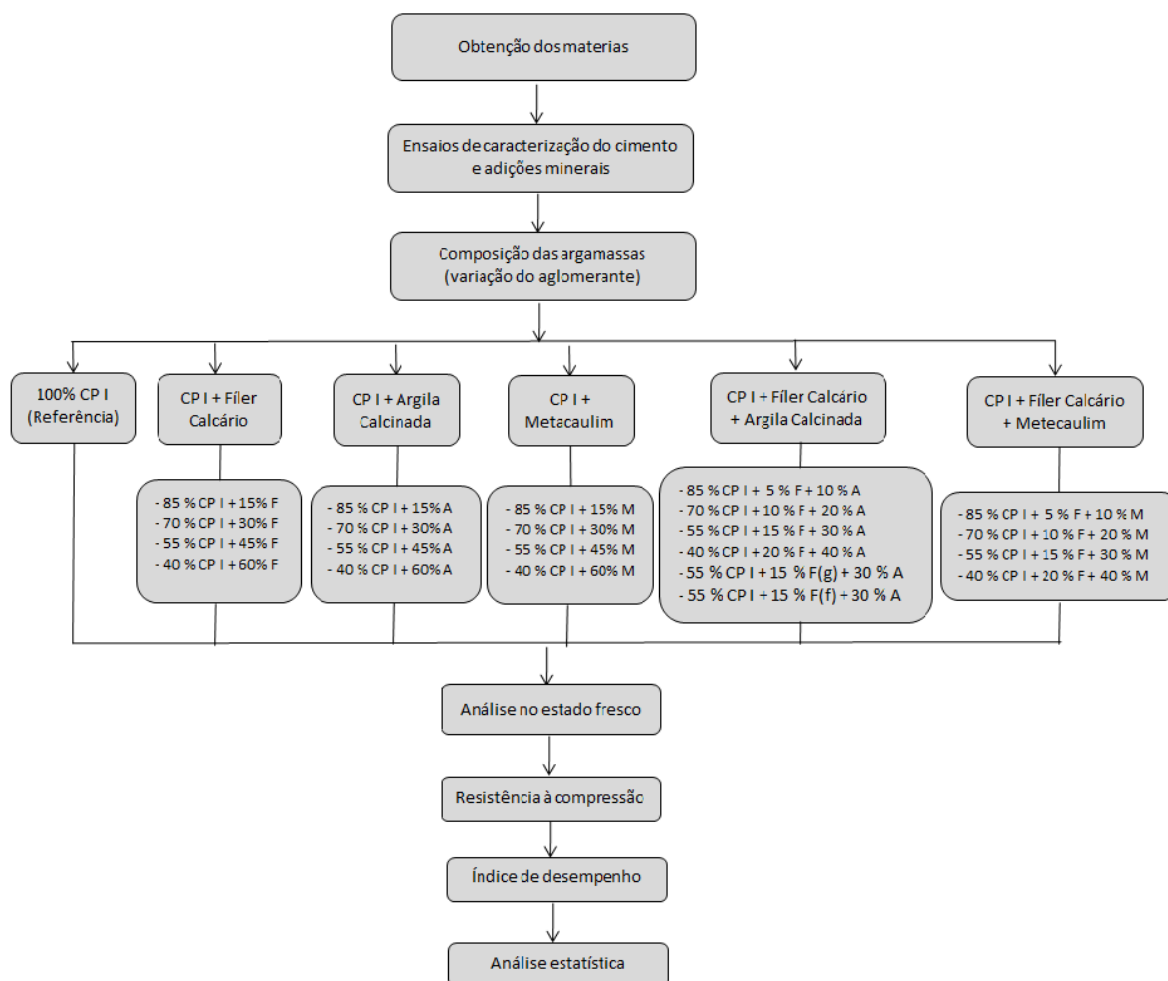 Obtenção dos materias
Ensaios de caracterização do cimento
e adições minerais
Composição das argamassas
(variação do aglomerante)
100% CP I
(Referência)
CP I + Fíler
Calcário
CP I + Argila
Calcinada
CP I +
Metacaulim
CP I + Fíler Calcário
+ Argila Calcinada
CP I + Fíler Calcário
+ Metecaulim
- 85 % CP I + 15% F
- 70 % CP I + 30% F
- 55 % CP I + 45% F
- 40 % CP I + 60% F
- 85 % CP I + 15% A
- 70 % CP I + 30% A
- 55 % CP I + 45% A
- 40 % CP I + 60% A
- 85 % CP I + 15% M
- 70 % CP I + 30% M
- 55 % CP I + 45% M
- 40 % CP I + 60% M
- 85 % CP I + 5 % F + 10 % A
- 70 % CP I + 10 % F + 20 % A
- 55 % CP I + 15 % F + 30 % A
- 40 % CP I + 20 % F + 40 % A
- 55 % CP I + 15 % F(g) + 30 % A
- 55 % CP I + 15 % F(f) + 30 % A
- 85 % CP I + 5 % F + 10 % M
- 70 % CP I + 10 % F + 20 % M
- 55 % CP I + 15 % F + 30 % M
- 40 % CP I + 20 % F + 40 % M
Análise no estado fresco
Resistência à compressão
Índice de desempenho
Análise estatística